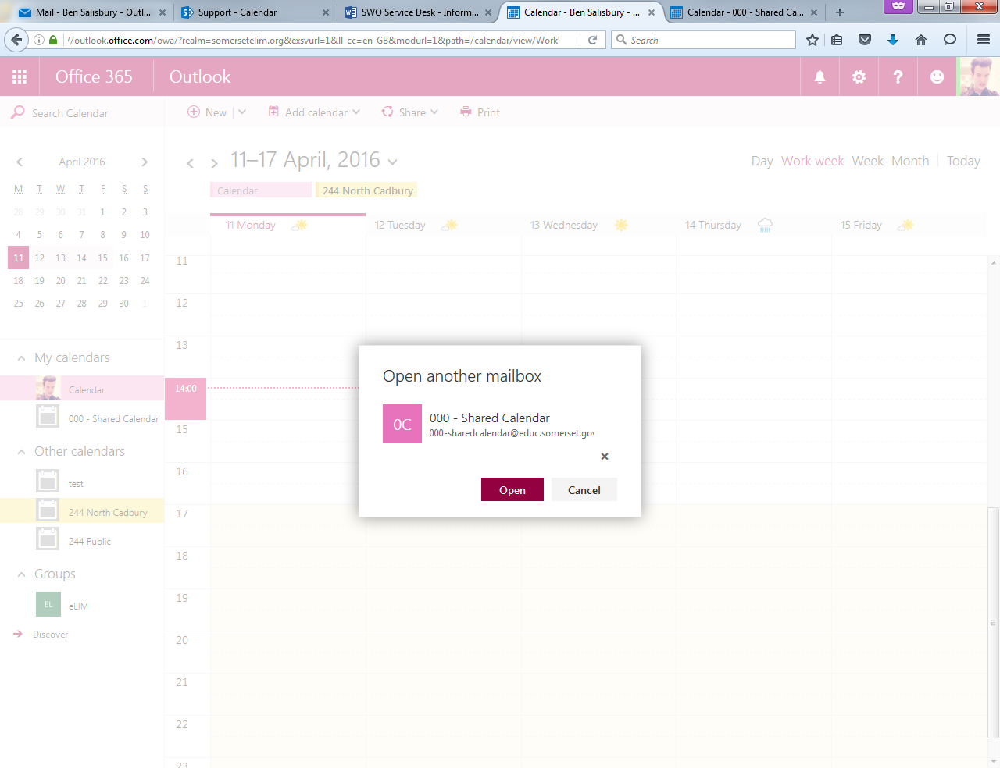 Mail - Ben Salisbury - Outl...
Support - Calendar
SWO Service Desk - Inform...
Calendar - Ben Salisbury - ...
Calendar - 000 - Shared Ca...
//outlook.office.com/owa/?realm=somersetelim.org&exsvurl=1&ll-cc=en-GB&modurl=1&path=/calendar/view/Work
Search
Office 365
Outlook
?
Search Calendar
New
Add calendar
Share
Print
April 2016
M T W T F S S
28 29 30 31 1 2 3
4 5 6 7 8 9 10
11 12 13 14 15 16 17
18 19 20 21 22 23 24
25 26 27 28 29 30 1
My calendars
Calendar
000 - Shared Calendar
Other calendars
test
244 North Cadbury
244 Public
Groups
EL
eLIM
Discover
11–17 April, 2016
Day Work week Week Month Today
Calendar
244 North Cadbury
11 Monday
12 Tuesday
13 Wednesday
14 Thursday
15 Friday
11
12
13
14:00
15
16
17
18
19
20
21
22
23
Open another mailbox
0C
000 - Shared Calendar
000-sharedcalendar@educ.somerset.gov
Open
Cancel